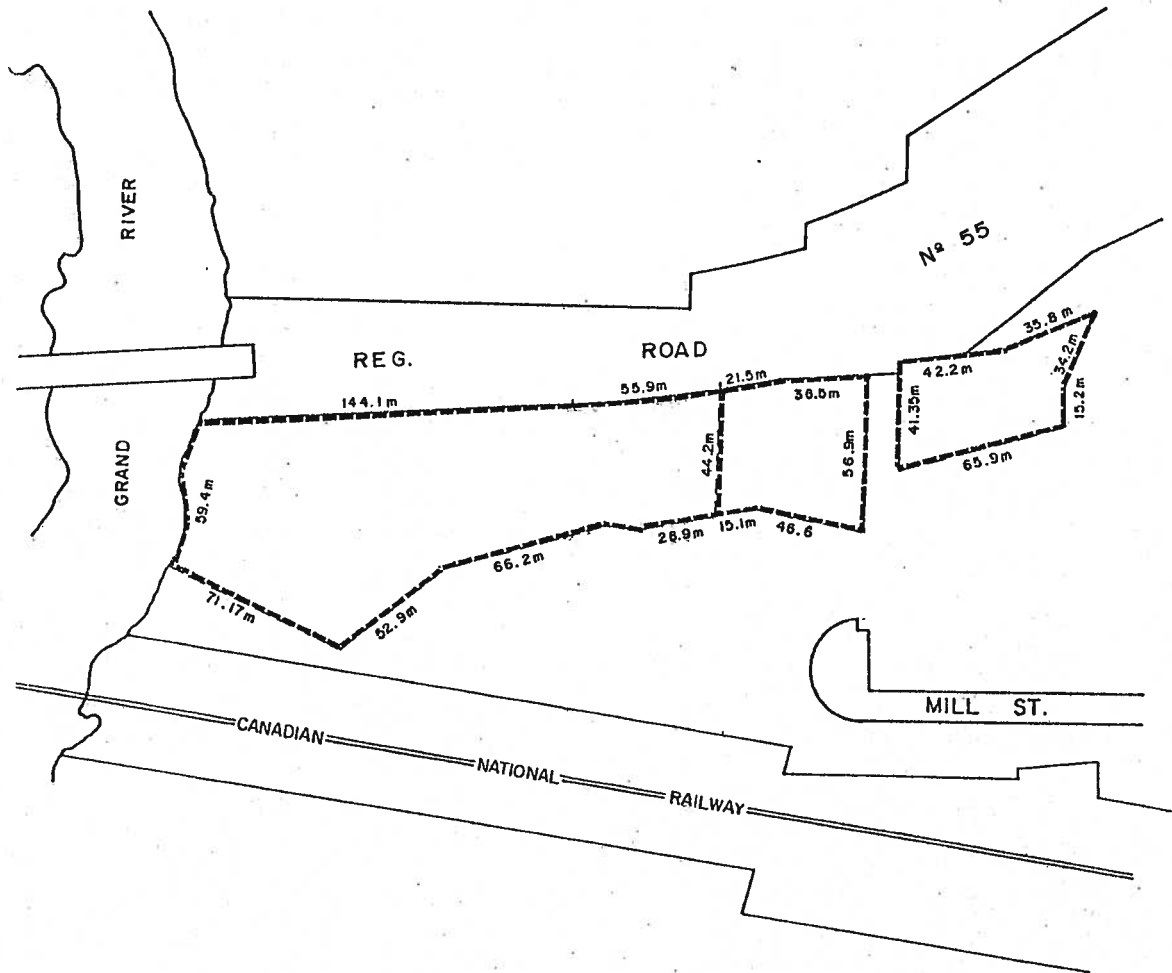 RIVER
Nº 55
REG. ROAD
GRAND
144.1m
55.9m
21.5m
36.5m
42.2m
35.8 m
34.2m
15.2m
41.35m
65.9m
44.2m
56.9m
59.4m
71.17m
52.9m
66.2m
28.9m
15.1m
46.6
MILL ST.
CANADIAN NATIONAL RAILWAY